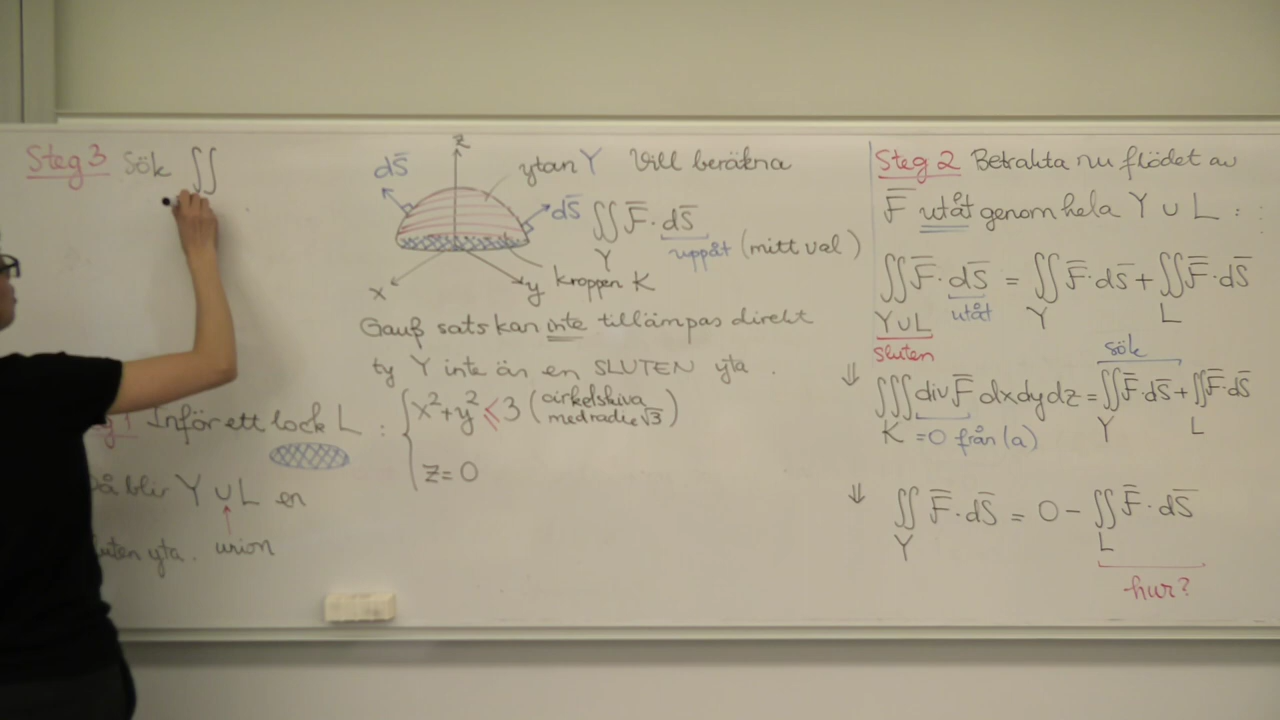 Steg 3 Sök ∬
z
dS̄
ytan Y Vill beräkna
dS̄ ∬ F̄ · dS̄
Y uppåt (mitt val)
x y kroppen K
Gauß sats kan inte tillämpas direkt
ty Y inte är en SLUTEN yta.
Inför ett lock L : { x² + y² ≤ 3 (cirkelskiva
med radie √3)
z = 0
blir Y ∪ L en
yta. union
Steg 2 Betrakta nu flödet av
F̄ utåt genom hela Y ∪ L :
∬ F̄ · dS̄ = ∬ F̄ · dS̄ + ∬ F̄ · dS̄
Y ∪ L utåt Y L
sluten sök
⇓ ∭ div F̄ dxdydz = ∬ F̄ · dS̄ + ∬ F̄ · dS̄
K = 0 från (a) Y L
⇓ ∬ F̄ · dS̄ = 0 − ∬ F̄ · dS̄
Y L
hur?